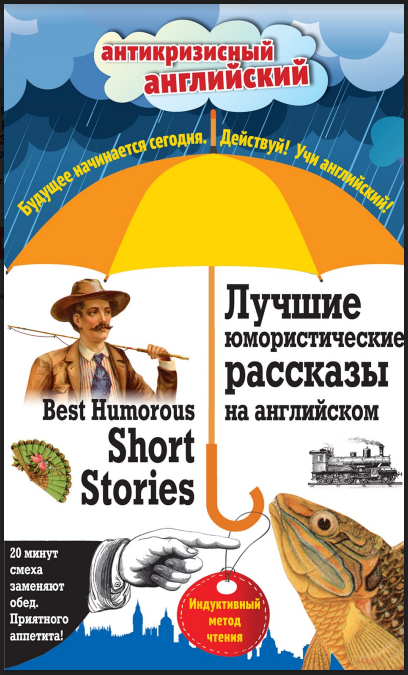 антикризисный
английский
Будущее начинается сегодня. Действуй! Учи английский!
Лучшие
юмористические
рассказы
на английском
Best Humorous
Short
Stories
20 минут
смеха
заменяют
обед.
Приятного
аппетита!
Индуктивный
метод
чтения